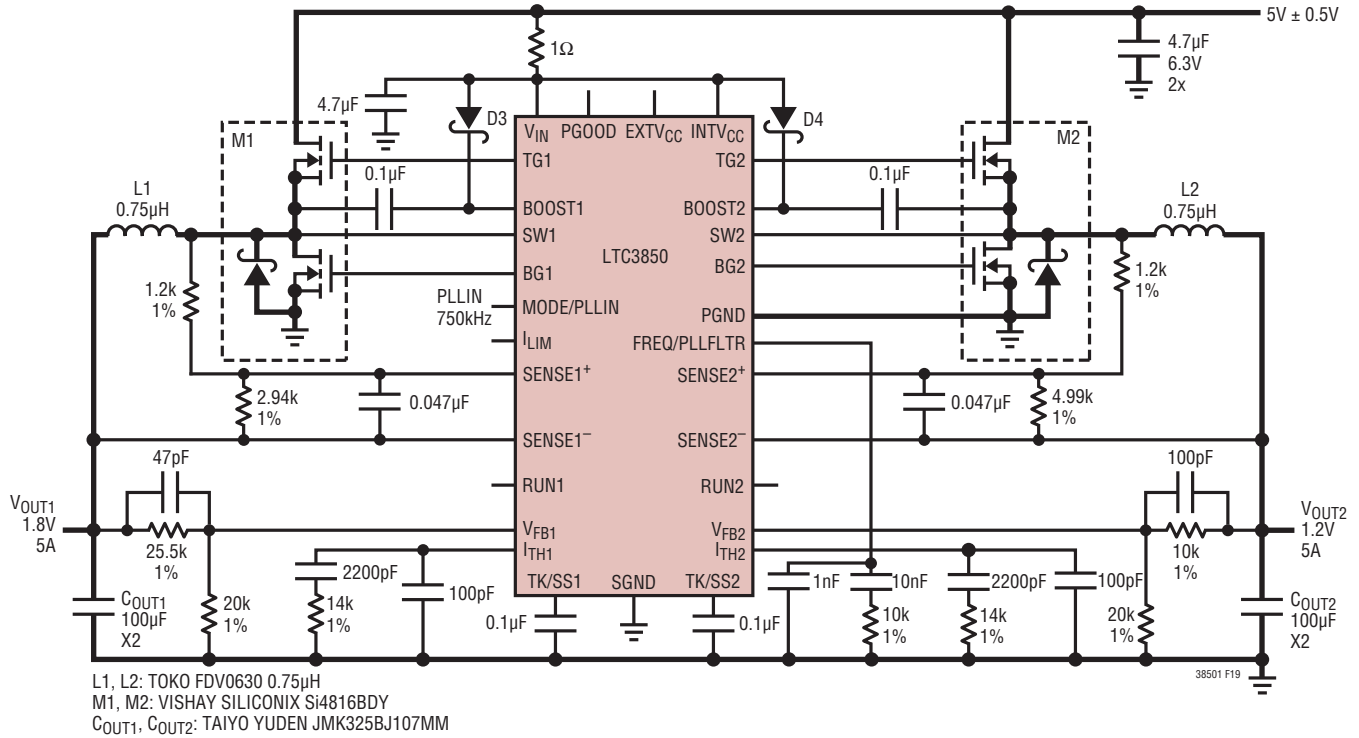 5V ± 0.5V
1Ω
4.7µF
6.3V
2x
4.7µF
D3
D4
M1
M2
VIN
PGOOD
EXTVCC
INTVCC
TG1
TG2
0.1µF
0.1µF
L1
0.75µH
L2
0.75µH
BOOST1
BOOST2
SW1
SW2
LTC3850
BG1
BG2
1.2k
1%
1.2k
1%
PLLIN
750kHz
MODE/PLLIN
PGND
ILIM
FREQ/PLLFLTR
SENSE1+
SENSE2+
2.94k
1%
0.047µF
0.047µF
4.99k
1%
SENSE1–
SENSE2–
47pF
100pF
RUN1
RUN2
VOUT1
1.8V
5A
VOUT2
1.2V
5A
VFB1
VFB2
25.5k
1%
10k
1%
ITH1
ITH2
2200pF
100pF
TK/SS1
SGND
TK/SS2
1nF
10nF
2200pF
100pF
COUT1
100µF
X2
20k
1%
14k
1%
0.1µF
0.1µF
10k
1%
14k
1%
20k
1%
COUT2
100µF
X2
38501 F19
L1, L2: TOKO FDV0630 0.75µH
M1, M2: VISHAY SILICONIX Si4816BDY
COUT1, COUT2: TAIYO YUDEN JMK325BJ107MM